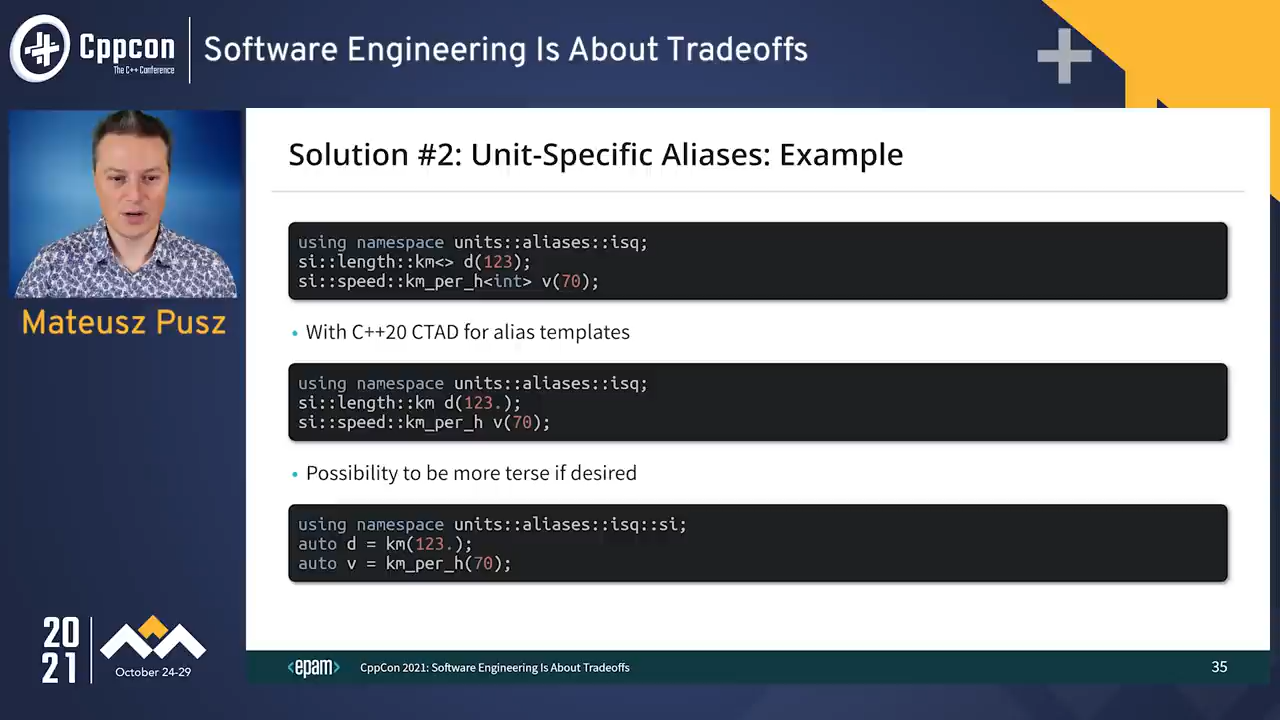 Cppcon
The C++ Conference
Software Engineering Is About Tradeoffs
Mateusz Pusz
Solution #2: Unit-Specific Aliases: Example
using namespace units::aliases::isq;
si::length::km<> d(123);
si::speed::km_per_h<int> v(70);
• With C++20 CTAD for alias templates
using namespace units::aliases::isq;
si::length::km d(123.);
si::speed::km_per_h v(70);
• Possibility to be more terse if desired
using namespace units::aliases::isq::si;
auto d = km(123.);
auto v = km_per_h(70);
20
21
October 24-29
<epam>
CppCon 2021: Software Engineering Is About Tradeoffs
35